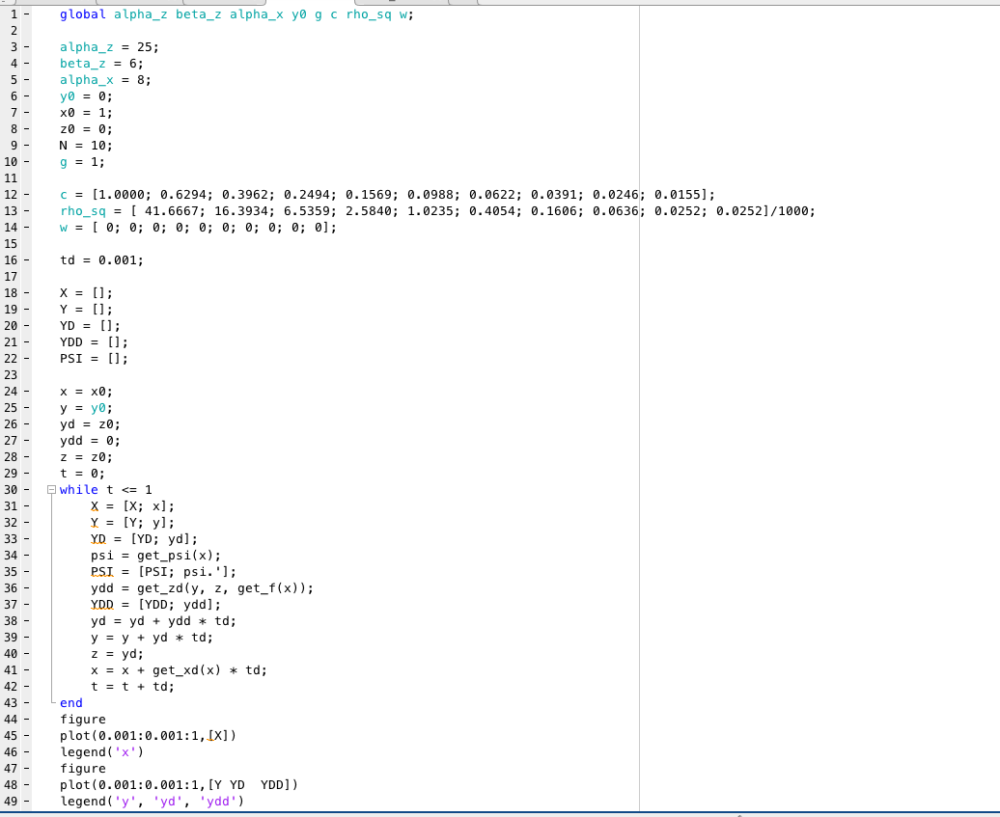 1 - global alpha_z beta_z alpha_x y0 g c rho_sq w;
2
3 - alpha_z = 25;
4 - beta_z = 6;
5 - alpha_x = 8;
6 - y0 = 0;
7 - x0 = 1;
8 - z0 = 0;
9 - N = 10;
10 - g = 1;
11
12 - c = [1.0000; 0.6294; 0.3962; 0.2494; 0.1569; 0.0988; 0.0622; 0.0391; 0.0246; 0.0155];
13 - rho_sq = [ 41.6667; 16.3934; 6.5359; 2.5840; 1.0235; 0.4054; 0.1606; 0.0636; 0.0252; 0.0252]/1000;
14 - w = [ 0; 0; 0; 0; 0; 0; 0; 0; 0; 0];
15
16 - td = 0.001;
17
18 - X = [];
19 - Y = [];
20 - YD = [];
21 - YDD = [];
22 - PSI = [];
23
24 - x = x0;
25 - y = y0;
26 - yd = z0;
27 - ydd = 0;
28 - z = z0;
29 - t = 0;
30 - while t <= 1
31 - X = [X; x];
32 - Y = [Y; y];
33 - YD = [YD; yd];
34 - psi = get_psi(x);
35 - PSI = [PSI; psi.'];
36 - ydd = get_zd(y, z, get_f(x));
37 - YDD = [YDD; ydd];
38 - yd = yd + ydd * td;
39 - y = y + yd * td;
40 - z = yd;
41 - x = x + get_xd(x) * td;
42 - t = t + td;
43 - end
44 - figure
45 - plot(0.001:0.001:1,[X])
46 - legend('x')
47 - figure
48 - plot(0.001:0.001:1,[Y YD  YDD])
49 - legend('y', 'yd', 'ydd')